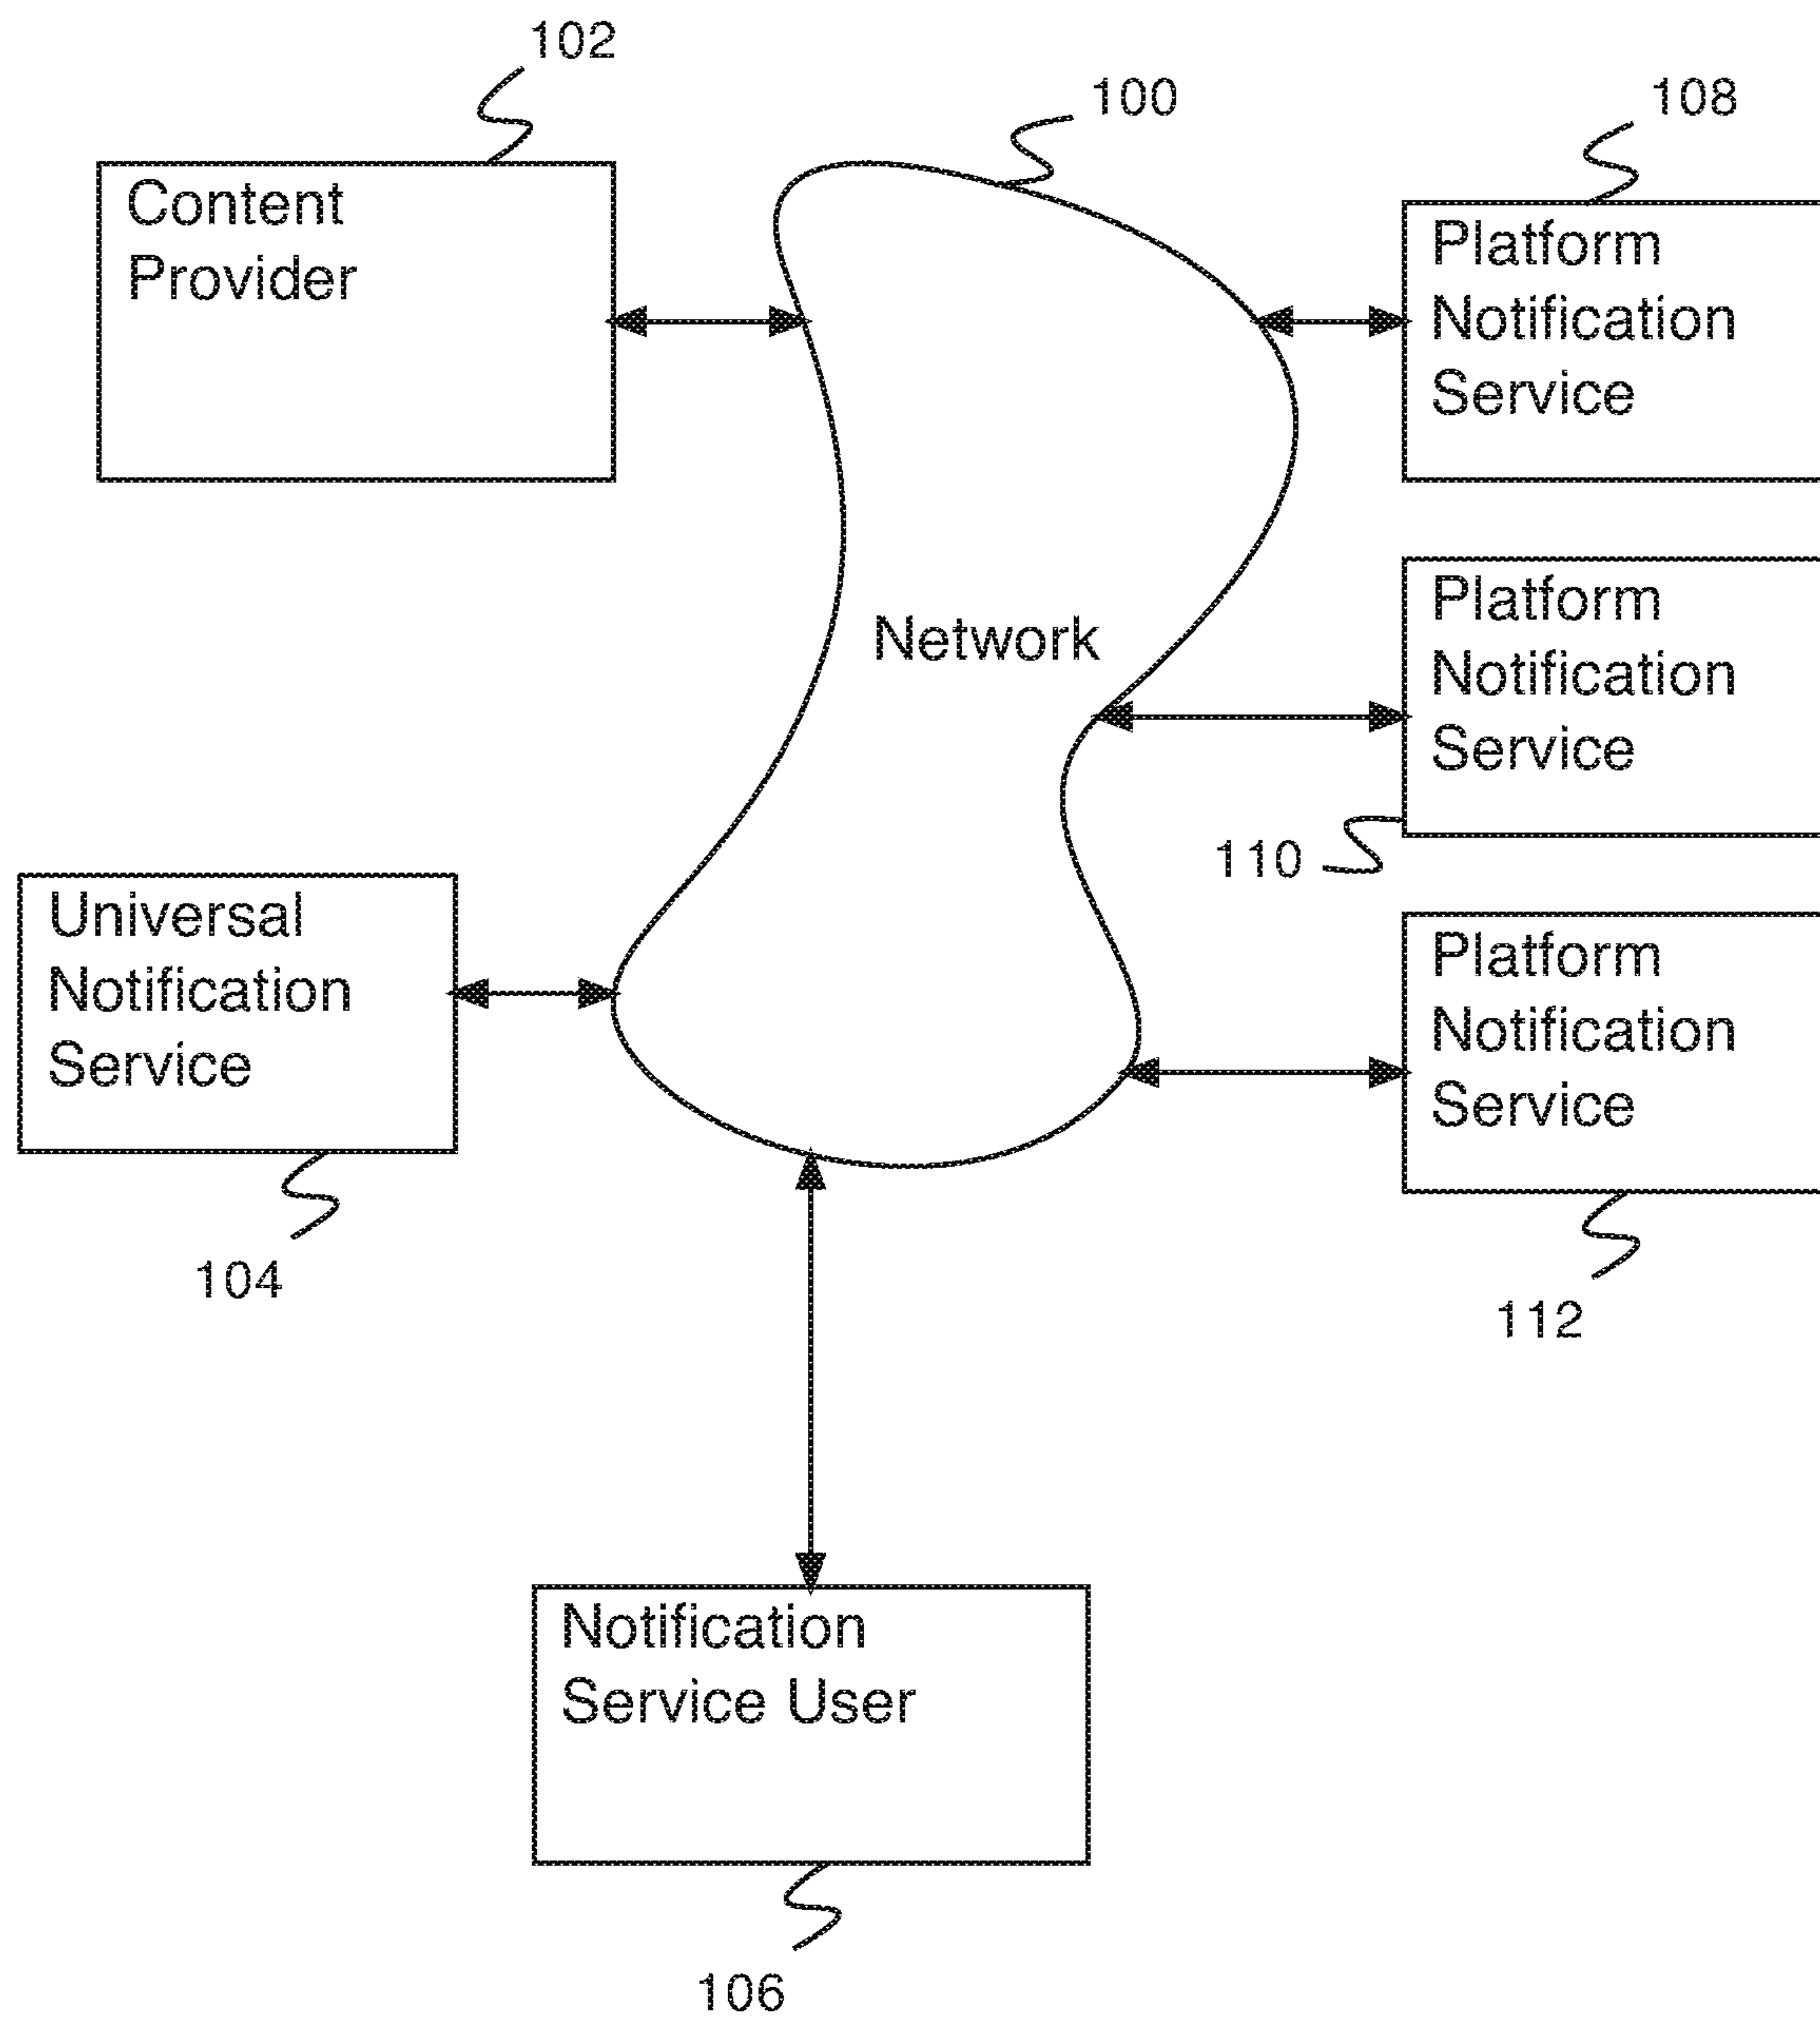 102
100
108
Content
Provider
Platform
Notification
Service
Network
Platform
Notification
Service
110
Universal
Notification
Service
104
Platform
Notification
Service
112
Notification
Service User
106